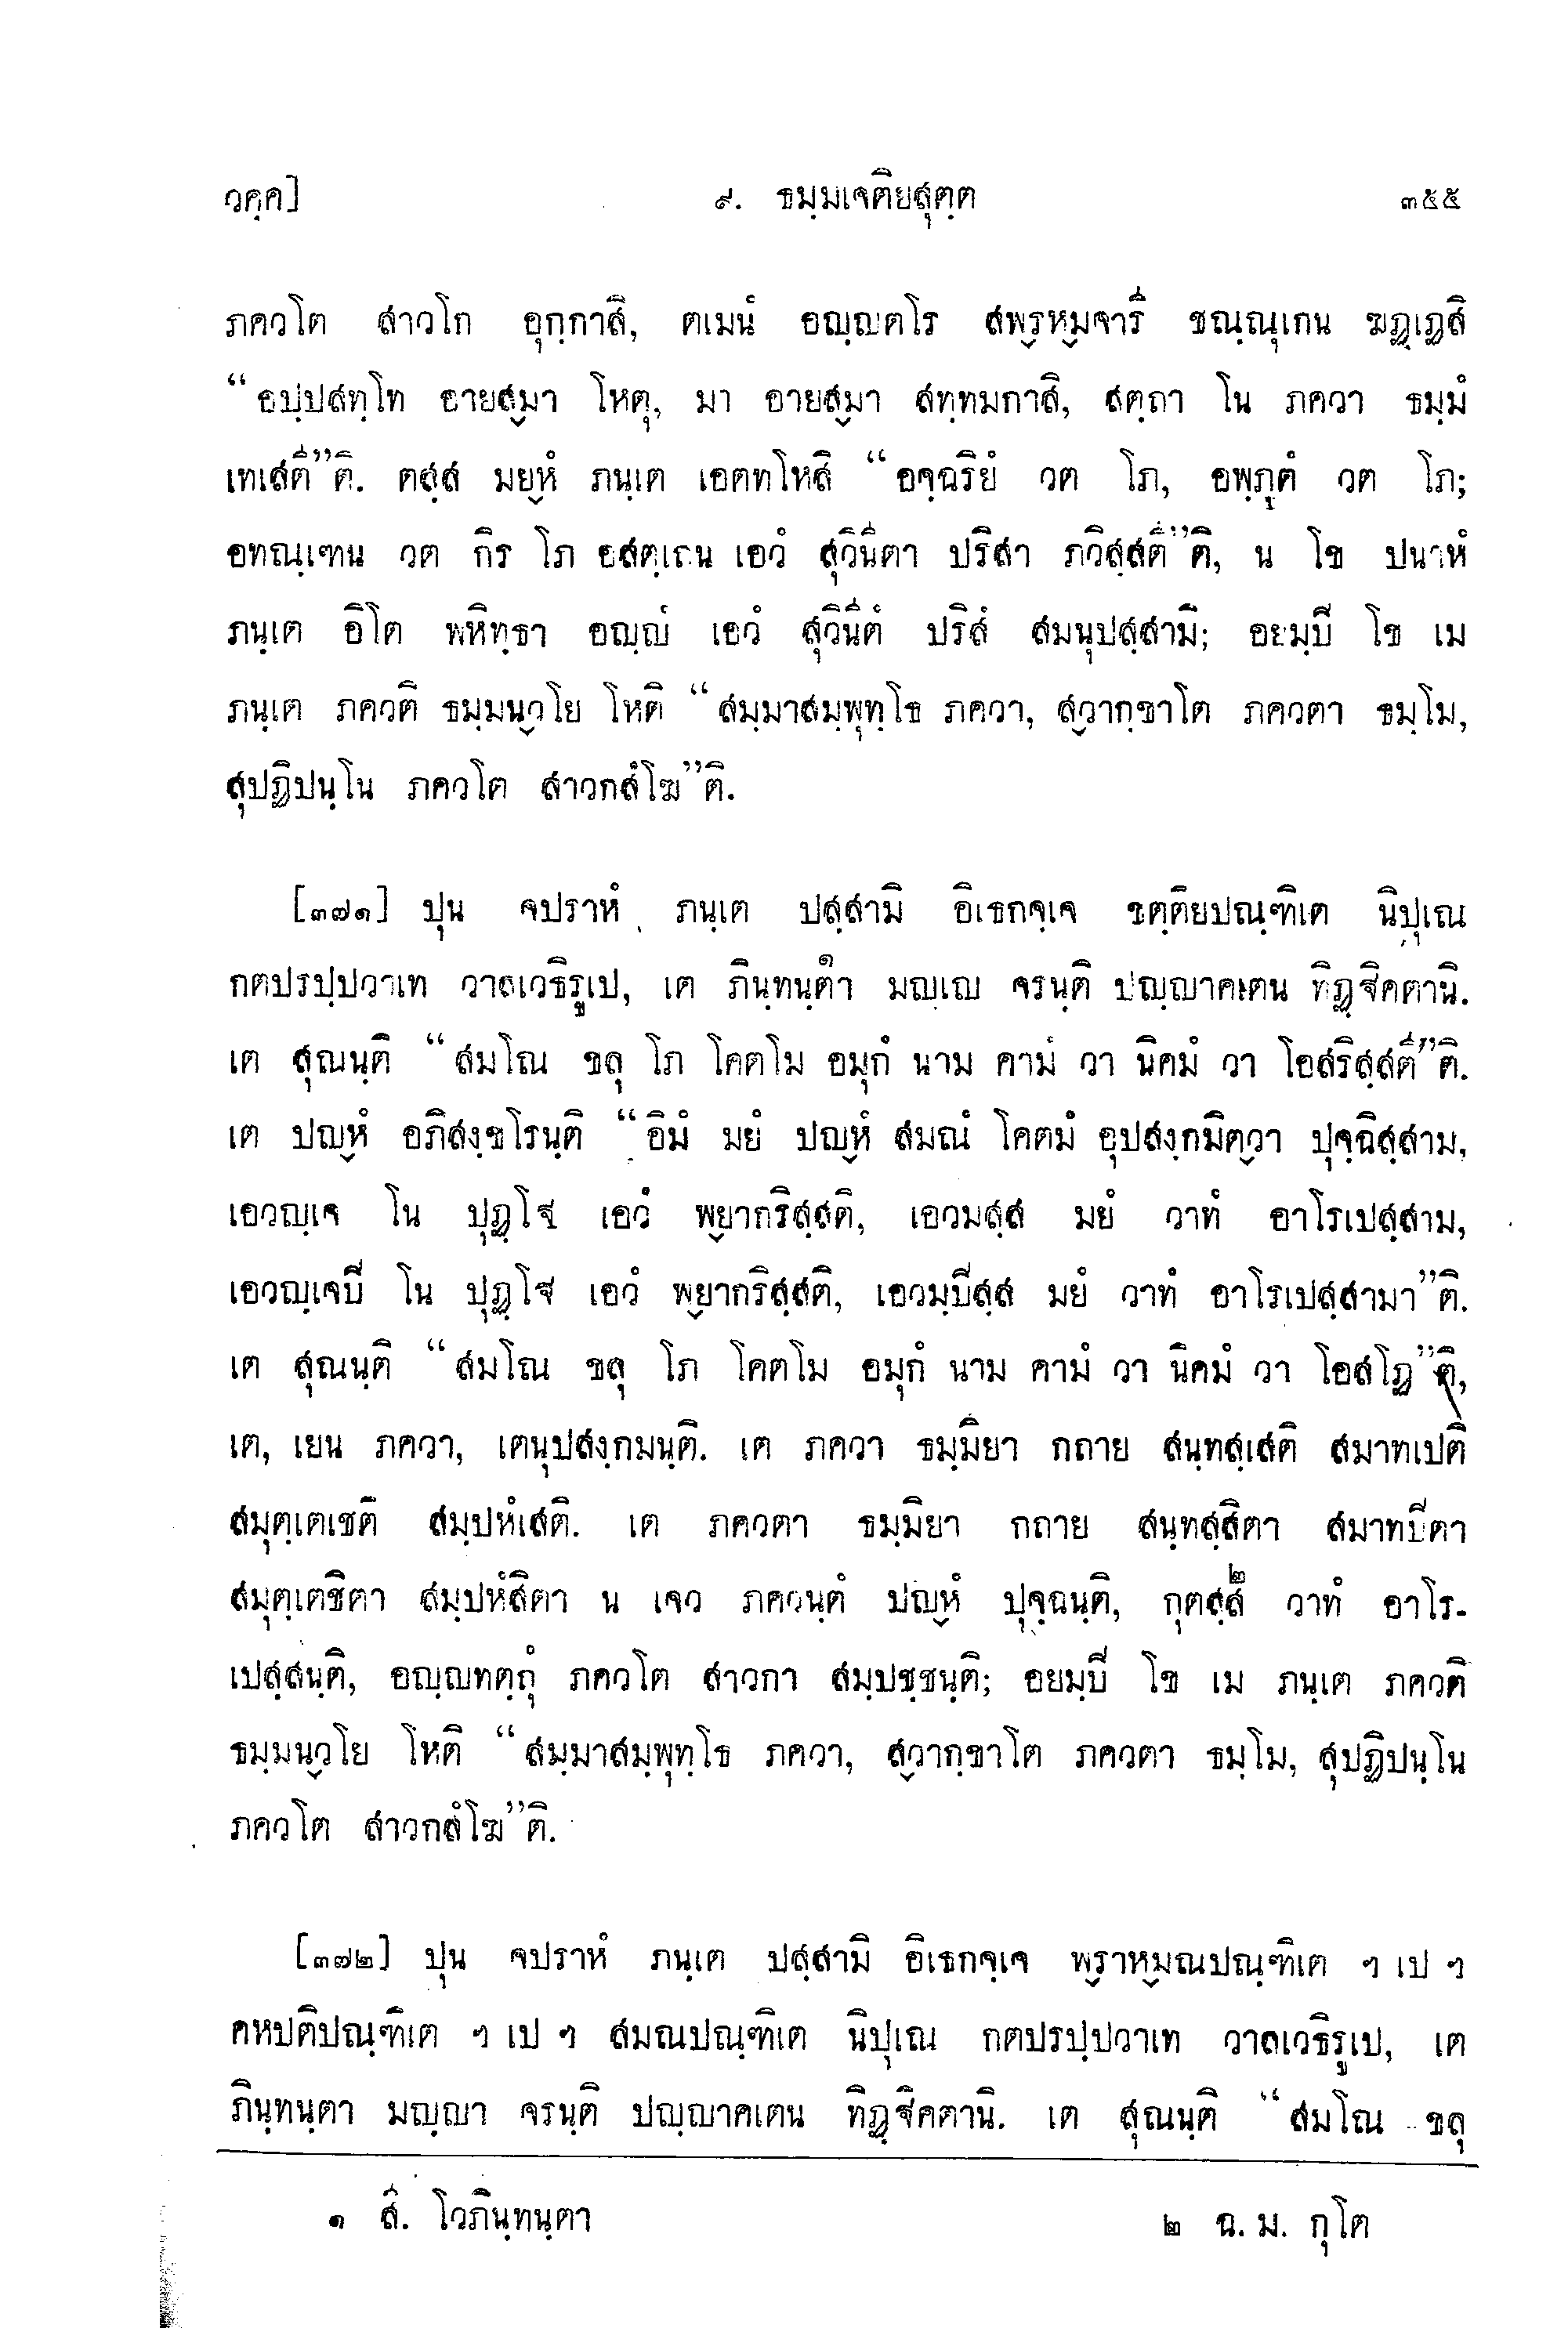 วคฺค]	๙. ธมฺมเจติยสุตฺต	๓๕๕
ภควโต สาวโก อุกฺกาสิ, ตเมนํ อญฺญตโร สพฺรหฺมจารี ชณฺณุเกน ฆฏฺเฏสิ
“อปฺปสทฺโท อายสฺมา โหตุ, มา อายสฺมา สทฺทมกาสิ, สตฺถา โน ภควา ธมฺมํ
เทเสตี”ติ. ตสฺส มยฺหํ ภนฺเต เอตทโหสิ “อจฺฉริยํ วต โภ, อพฺภุตํ วต โภ;
อทณฺเฑน วต กิร โภ อสตฺเถน เอวํ สุวินีตา ปริสา ภวิสฺสตี”ติ, น โข ปนาหํ
ภนฺเต อิโต พหิทฺธา อญฺญํ เอวํ สุวินีตํ ปริสํ สมนุปสฺสามิ; อยมฺปิ โข เม
ภนฺเต ภควติ ธมฺมนฺวโย โหติ “สมฺมาสมฺพุทฺโธ ภควา, สฺวากฺขาโต ภควตา ธมฺโม,
สุปฏิปนฺโน ภควโต สาวกสํโฆ”ติ.
[๓๗๑] ปุน จปราหํ ภนฺเต ปสฺสามิ อิเธกจฺเจ ขตฺติยปณฺฑิเต นิปุเณ
กตปรปฺปวาเท วาลเวธิรูเป, เต ภินฺทนฺตา๑ มญฺเญ จรนฺติ ปญฺญาคเตน ทิฏฺฐิคตานิ.
เต สุณนฺติ “สมโณ ขลุ โภ โคตโม อมุกํ นาม คามํ วา นิคมํ วา โอสริสฺสตี”ติ.
เต ปญฺหํ อภิสงฺขโรนฺติ “อิมํ มยํ ปญฺหํ สมณํ โคตมํ อุปสงฺกมิตฺวา ปุจฺฉิสฺสาม,
เอวญฺเจ โน ปุฏฺโฐ เอวํ พฺยากริสฺสติ, เอวมสฺส มยํ วาทํ อาโรเปสฺสาม,
เอวญฺเจปิ โน ปุฏฺโฐ เอวํ พฺยากริสฺสติ, เอวมฺปิสฺส มยํ วาทํ อาโรเปสฺสามา”ติ.
เต สุณนฺติ “สมโณ ขลุ โภ โคตโม อมุกํ นาม คามํ วา นิคมํ วา โอสโฏ”ติ,
เต, เยน ภควา, เตนุปสงฺกมนฺติ. เต ภควา ธมฺมิยา กถาย สนฺทสฺเสติ สมาทเปติ
สมุตฺเตเชติ สมฺปหํเสติ. เต ภควตา ธมฺมิยา กถาย สนฺทสฺสิตา สมาทปิตา
สมุตฺเตชิตา สมฺปหํสิตา น เจว ภควนฺตํ ปญฺหํ ปุจฺฉนฺติ, กุตสฺส๒ วาทํ อาโร-
เปสฺสนฺติ, อญฺญทตฺถุํ ภควโต สาวกา สมฺปชฺชนฺติ; อยมฺปิ โข เม ภนฺเต ภควติ
ธมฺมนฺวโย โหติ “สมฺมาสมฺพุทฺโธ ภควา, สฺวากฺขาโต ภควตา ธมฺโม, สุปฏิปนฺโน
ภควโต สาวกสํโฆ”ติ.
[๓๗๒] ปุน จปราหํ ภนฺเต ปสฺสามิ อิเธกจฺเจ พฺราหฺมณปณฺฑิเต ฯ เป ฯ
คหปติปณฺฑิเต ฯ เป ฯ สมณปณฺฑิเต นิปุเณ กตปรปฺปวาเท วาลเวธิรูเป, เต
ภินฺทนฺตา มญฺญา จรนฺติ ปญฺญาคเตน ทิฏฺฐิคตานิ. เต สุณนฺติ “สมโณ ขลุ
๑ สี. โวภินฺทนฺตา	๒ ฉ. ม. กุโต